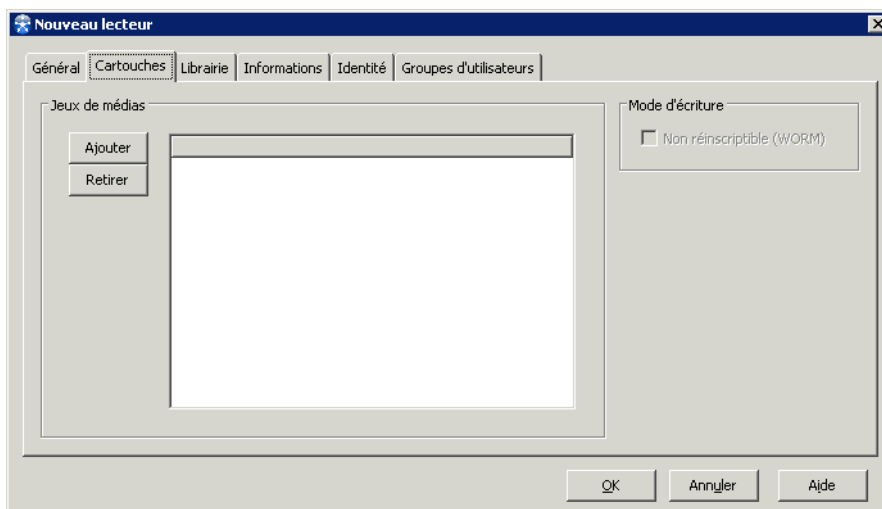 Nouveau lecteur
Général Cartouches Librairie Informations Identité Groupes d'utilisateurs
Jeux de médias
Mode d'écriture
Ajouter
Non réinscriptible (WORM)
Retirer
OK Annuler Aide